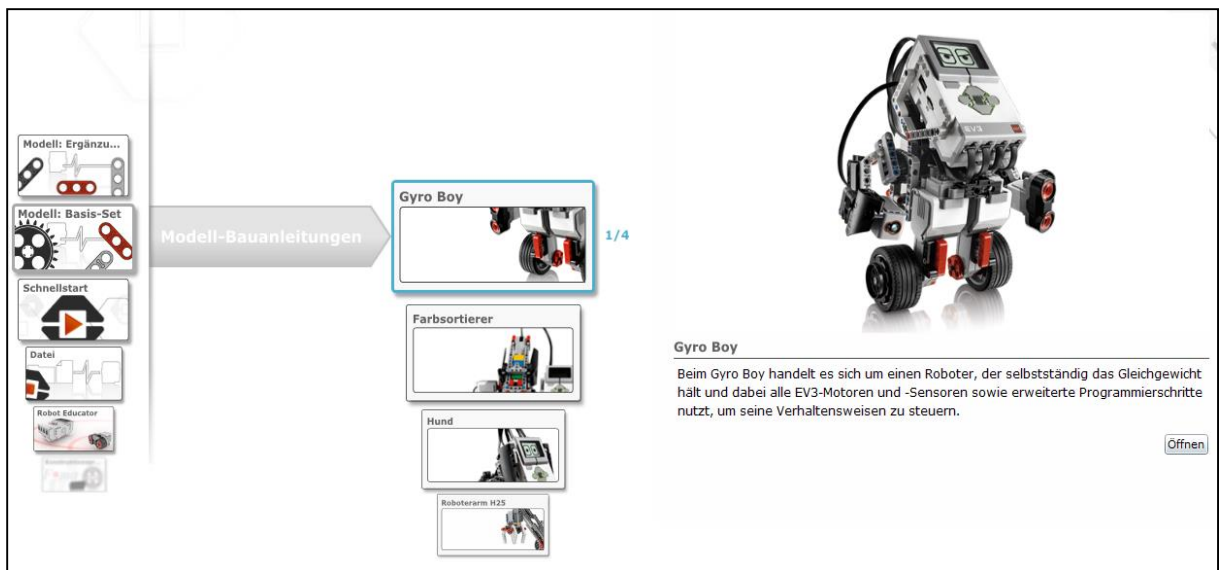 Modell: Ergänzu...
Modell: Basis-Set
Schnellstart
Datei
Robot Educator
Modell-Bauanleitungen
Gyro Boy
1/4
Farbsortierer
Hund
Roboterarm H25
EV3
Gyro Boy
Beim Gyro Boy handelt es sich um einen Roboter, der selbstständig das Gleichgewicht
hält und dabei alle EV3-Motoren und -Sensoren sowie erweiterte Programmierschritte
nutzt, um seine Verhaltensweisen zu steuern.
Öffnen